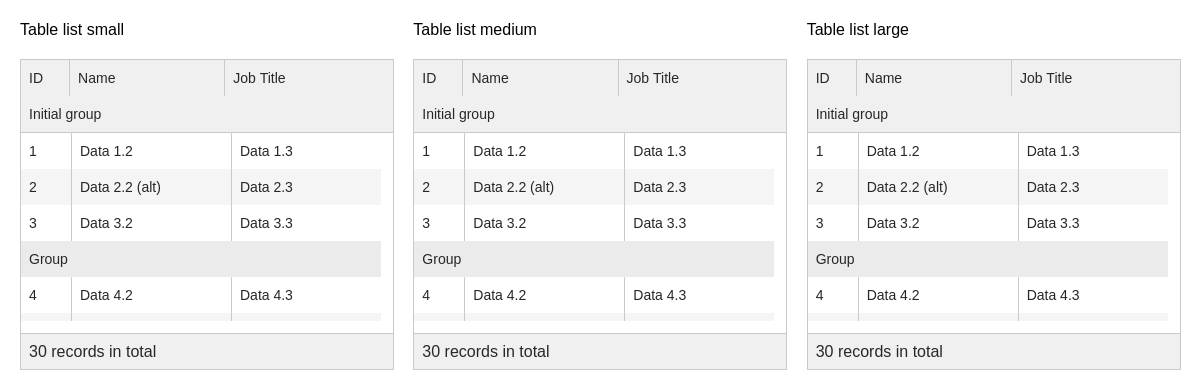 Table list small
ID Name Job Title
Initial group
1 Data 1.2 Data 1.3
2 Data 2.2 (alt) Data 2.3
3 Data 3.2 Data 3.3
Group
4 Data 4.2 Data 4.3
30 records in total
Table list medium
ID Name Job Title
Initial group
1 Data 1.2 Data 1.3
2 Data 2.2 (alt) Data 2.3
3 Data 3.2 Data 3.3
Group
4 Data 4.2 Data 4.3
30 records in total
Table list large
ID Name Job Title
Initial group
1 Data 1.2 Data 1.3
2 Data 2.2 (alt) Data 2.3
3 Data 3.2 Data 3.3
Group
4 Data 4.2 Data 4.3
30 records in total